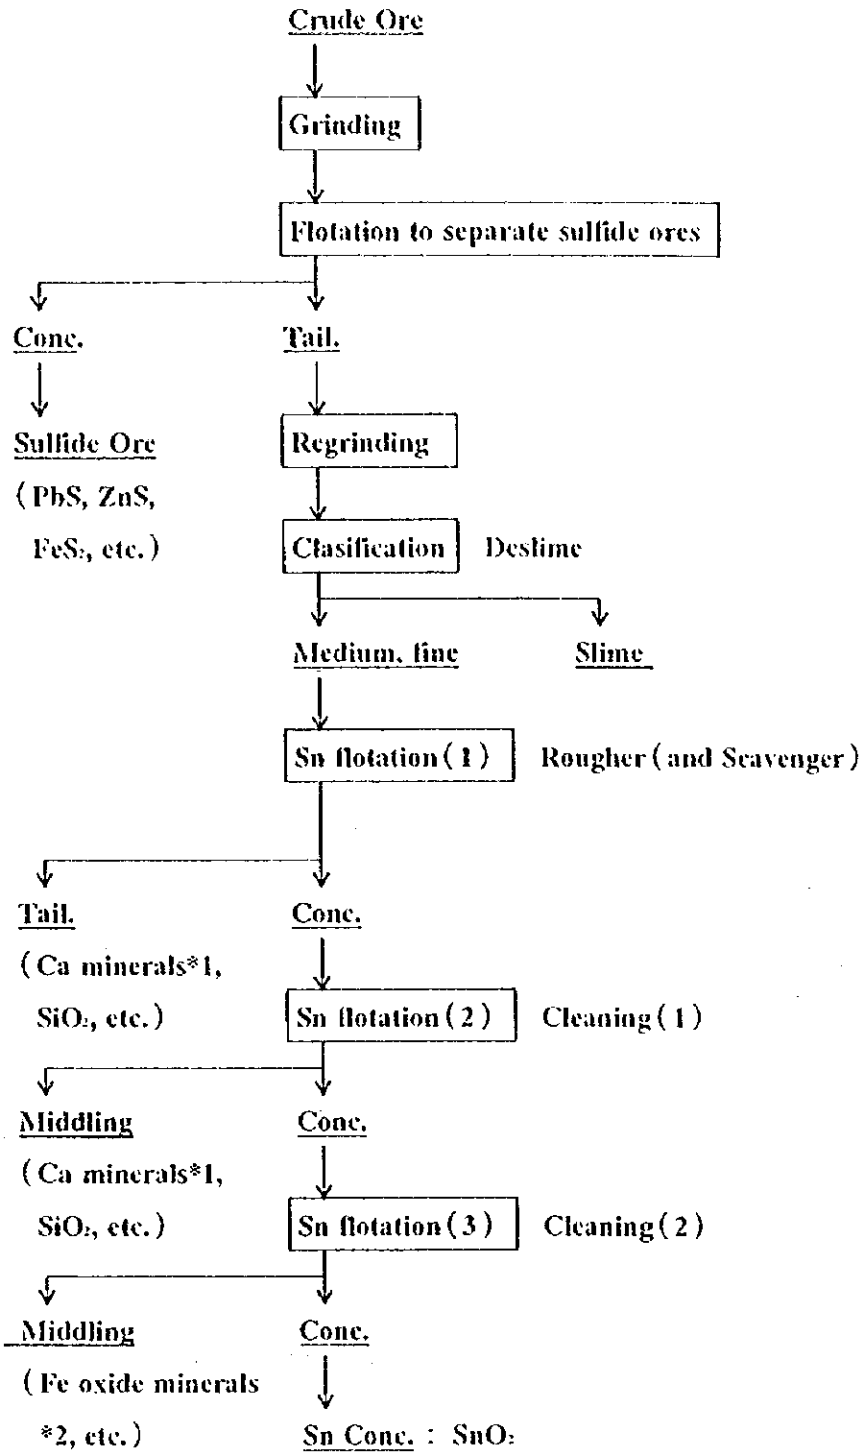 Crude Ore
Grinding
Flotation to separate sulfide ores
Conc. Tail.
Sulfide Ore Regrinding
(PbS, ZnS,
FeS₂, etc.) Clasification Deslime
Medium, fine Slime
Sn flotation(1) Rougher(and Scavenger)
Tail. Conc.
(Ca minerals*1,
SiO₂, etc.) Sn flotation(2) Cleaning(1)
Middling Conc.
(Ca minerals*1,
SiO₂, etc.) Sn flotation(3) Cleaning(2)
Middling Conc.
(Fe oxide minerals
*2, etc.) Sn Conc. : SnO₂